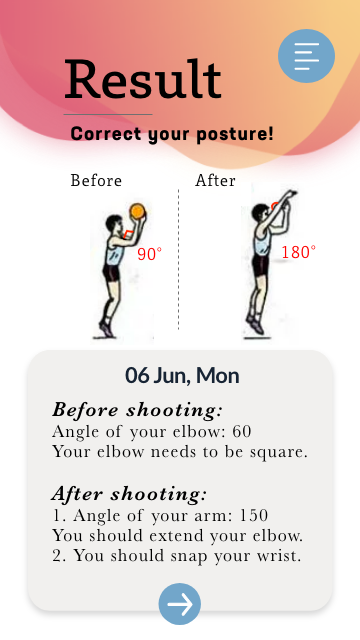 Result
Correct your posture!
Before
After
90°
180°
06 Jun, Mon
Before shooting:
Angle of your elbow: 60
Your elbow needs to be square.
After shooting:
1. Angle of your arm: 150
You should extend your elbow.
2. You should snap your wrist.